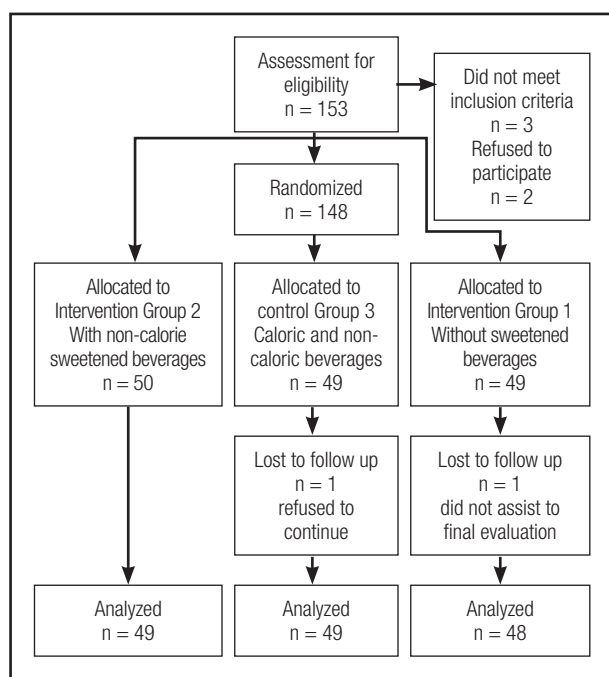 Assessment for
eligibility
n = 153
Did not meet
inclusion criteria
n = 3
Refused to
participate
n = 2
Randomized
n = 148
Allocated to
Intervention Group 2
With non-calorie
sweetened beverages
n = 50
Allocated to
control Group 3
Caloric and non-
caloric beverages
n = 49
Allocated to
Intervention Group 1
Without sweetened
beverages
n = 49
Lost to follow up
n = 1
refused to
continue
Lost to follow up
n = 1
did not assist to
final evaluation
Analyzed
n = 49
Analyzed
n = 49
Analyzed
n = 48